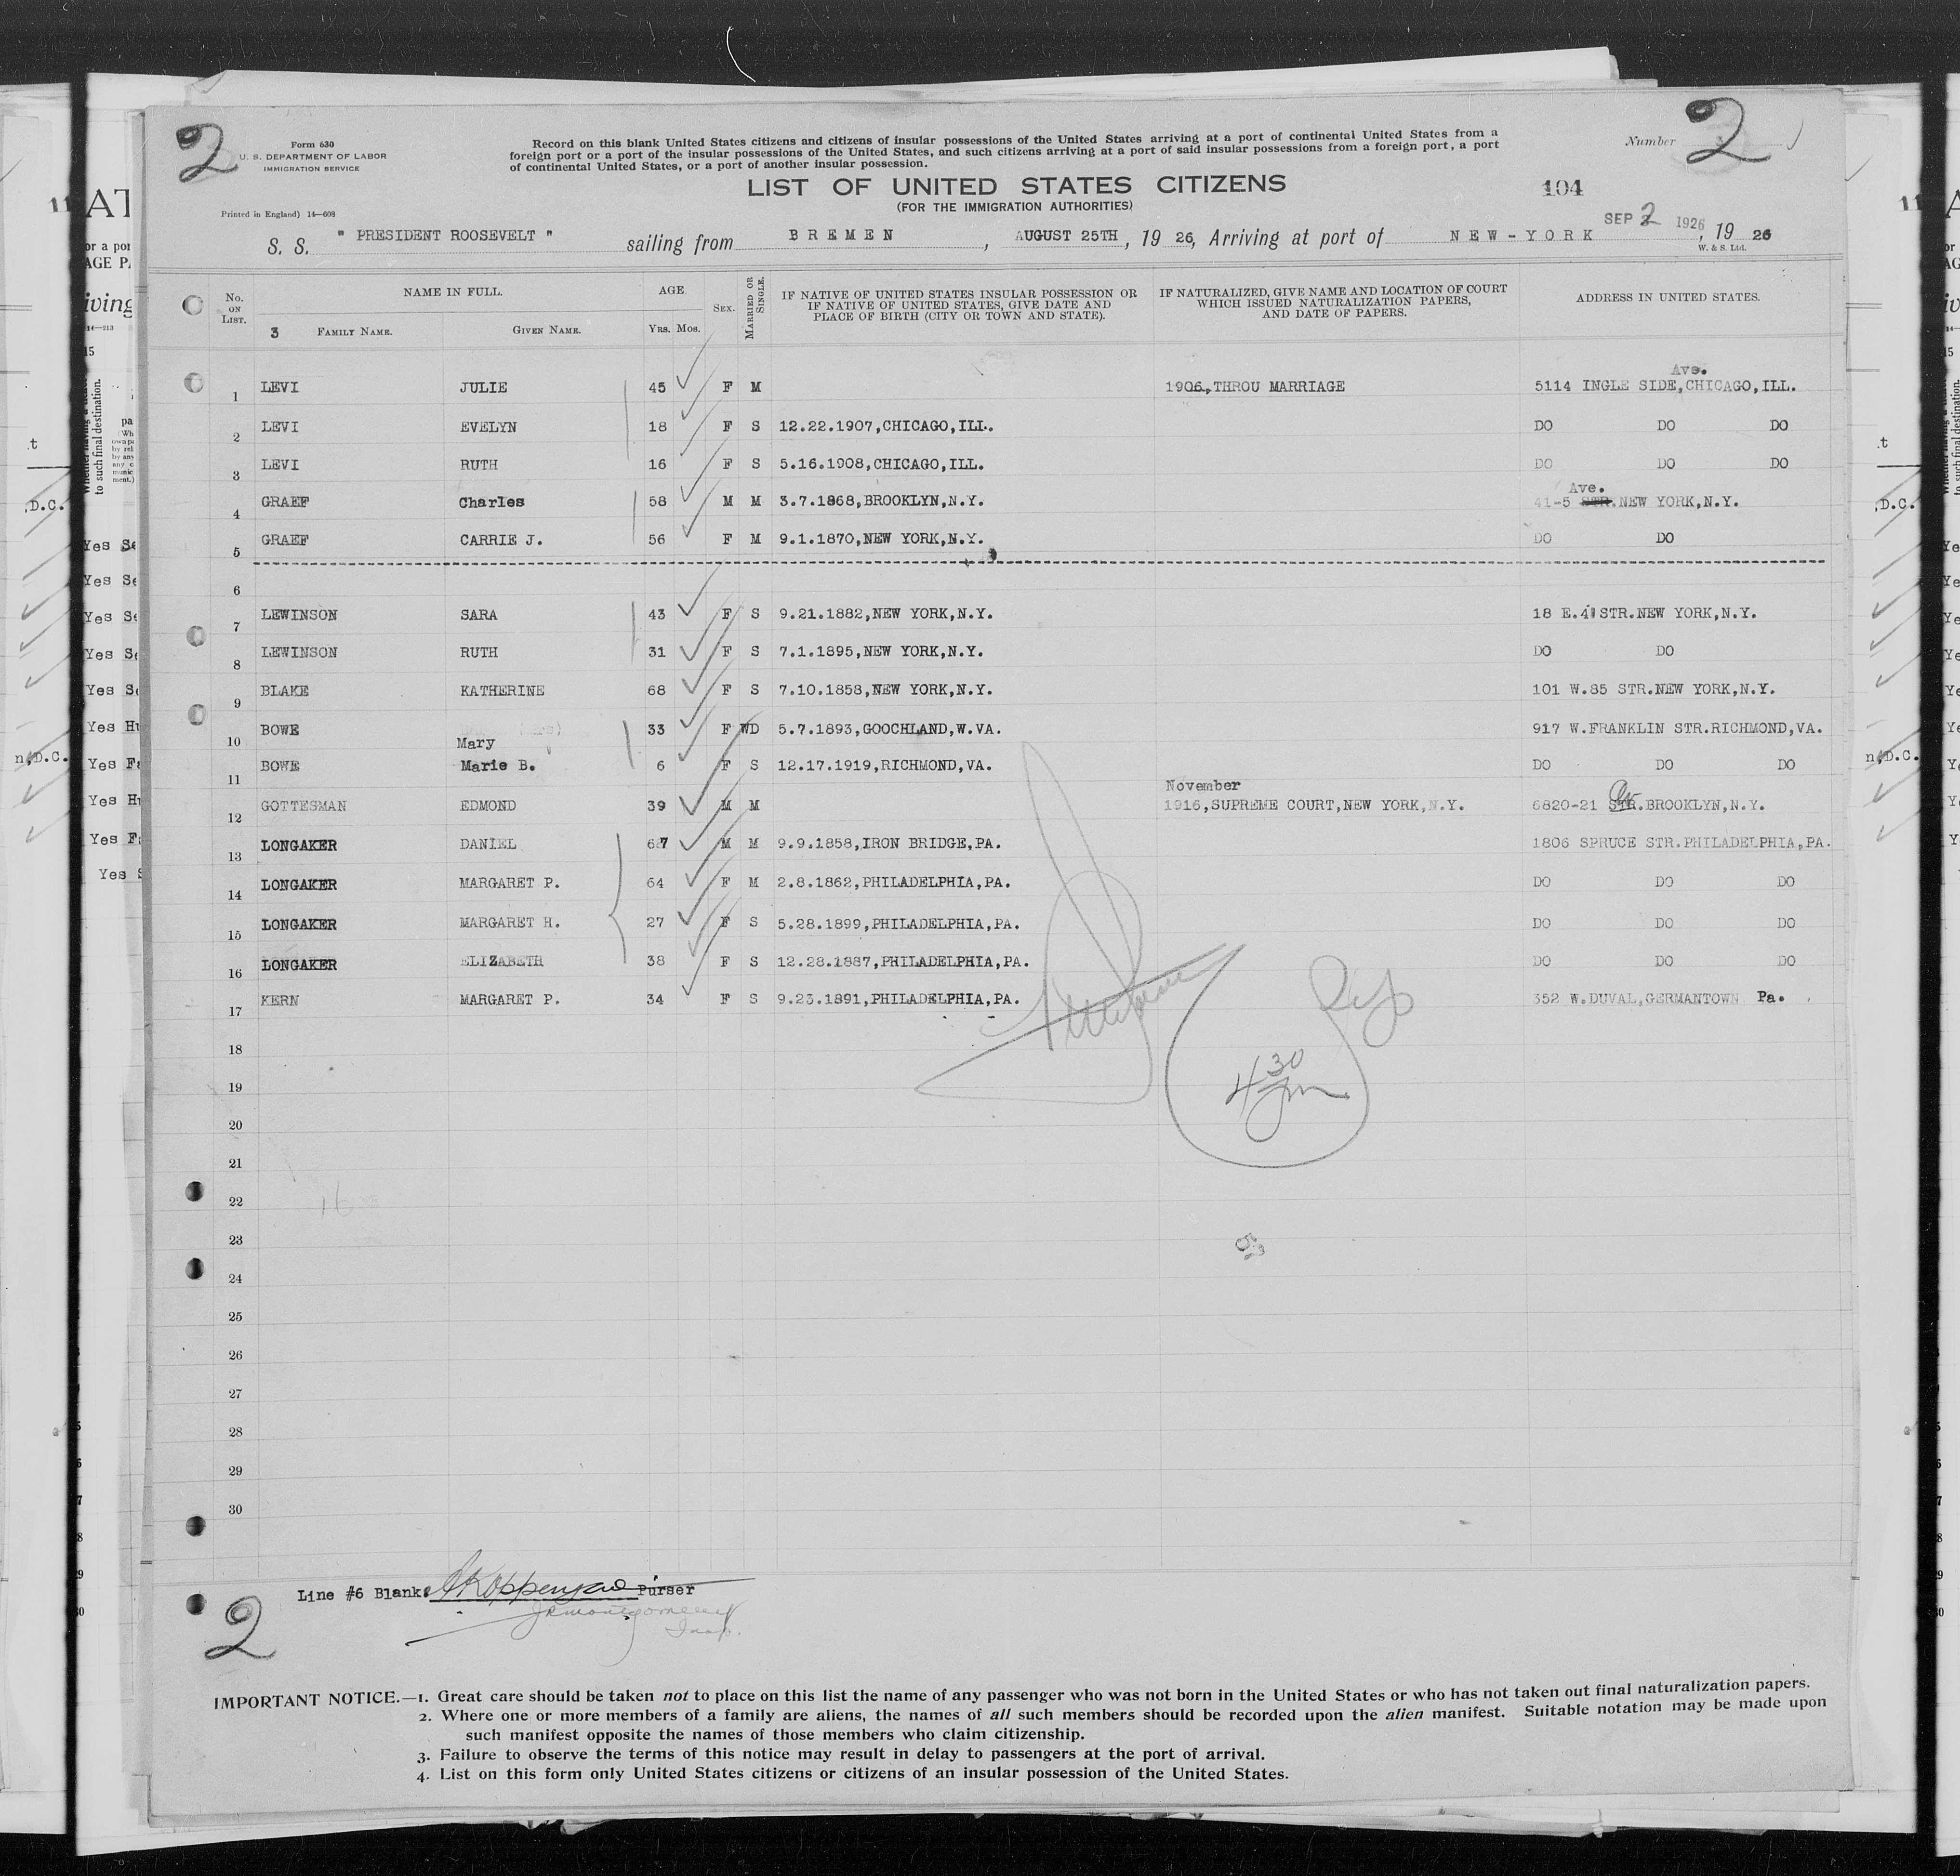 2
2
Form 630
U. S. DEPARTMENT OF LABOR
IMMIGRATION SERVICE
Printed in England) 14—608
Record on this blank United States citizens and citizens of insular possessions of the United States arriving at a port of continental United States from a
foreign port or a port of the insular possessions of the United States, and such citizens arriving at a port of said insular possessions from a foreign port, a port
of continental United States, or a port of another insular possession.
Number
LIST OF UNITED STATES CITIZENS
(FOR THE IMMIGRATION AUTHORITIES)
104
SEP 2 1926
S. S. " PRESIDENT ROOSEVELT " sailing from BREMEN, AUGUST 25TH, 19 26, Arriving at port of NEW-YORK, 19 26
W. & S. Ltd.
No. ON LIST.
NAME IN FULL.
3 FAMILY NAME. GIVEN NAME.
AGE.
YRS. MOS.
SEX.
MARRIED OR SINGLE.
IF NATIVE OF UNITED STATES INSULAR POSSESSION OR
IF NATIVE OF UNITED STATES, GIVE DATE AND
PLACE OF BIRTH (CITY OR TOWN AND STATE).
IF NATURALIZED, GIVE NAME AND LOCATION OF COURT
WHICH ISSUED NATURALIZATION PAPERS,
AND DATE OF PAPERS.
ADDRESS IN UNITED STATES.
Ave.
1 LEVI JULIE 45 F M 1906,THROU MARRIAGE 5114 INGLE SIDE,CHICAGO,ILL.
2 LEVI EVELYN 18 F S 12.22.1907,CHICAGO,ILL. DO DO DO
3 LEVI RUTH 16 F S 5.16.1908,CHICAGO,ILL. DO DO DO
Ave.
4 GRAEF Charles 58 M M 3.7.1868,BROOKLYN,N.Y. 41-5 STR.NEW YORK,N.Y.
5 GRAEF CARRIE J. 56 F M 9.1.1870,NEW YORK,N.Y. DO DO
6
7 LEWINSON SARA 43 F S 9.21.1882,NEW YORK,N.Y. 18 E.41 STR.NEW YORK,N.Y.
8 LEWINSON RUTH 31 F S 7.1.1895,NEW YORK,N.Y. DO DO
9 BLAKE KATHERINE 68 F S 7.10.1858,NEW YORK,N.Y. 101 W.85 STR.NEW YORK,N.Y.
10 BOWE Mary 33 F WD 5.7.1893,GOOCHLAND,W.VA. 917 W.FRANKLIN STR.RICHMOND,VA.
11 BOWE Marie B. 6 F S 12.17.1919,RICHMOND,VA. DO DO DO
November
12 GOTTESMAN EDMOND 39 M M 1916,SUPREME COURT,NEW YORK,N.Y. 6820-21 STR.BROOKLYN,N.Y.
13 LONGAKER DANIEL 67 M M 9.9.1858,IRON BRIDGE,PA. 1806 SPRUCE STR.PHILADELPHIA,PA.
14 LONGAKER MARGARET P. 64 F M 2.8.1862,PHILADELPHIA,PA. DO DO DO
15 LONGAKER MARGARET H. 27 F S 5.28.1899,PHILADELPHIA,PA. DO DO DO
16 LONGAKER ELIZABETH 38 F S 12.28.1887,PHILADELPHIA,PA. DO DO DO
17 KERN MARGARET P. 34 F S 9.23.1891,PHILADELPHIA,PA. 352 W.DUVAL,GERMANTOWN Pa.
18
19
4 30 pm
20
21
22
16
23
24
25
26
27
28
29
30
Line #6 Blank. Purser
Insp.
2
IMPORTANT NOTICE.—1. Great care should be taken not to place on this list the name of any passenger who was not born in the United States or who has not taken out final naturalization papers.
2. Where one or more members of a family are aliens, the names of all such members should be recorded upon the alien manifest. Suitable notation may be made upon
such manifest opposite the names of those members who claim citizenship.
3. Failure to observe the terms of this notice may result in delay to passengers at the port of arrival.
4. List on this form only United States citizens or citizens of an insular possession of the United States.